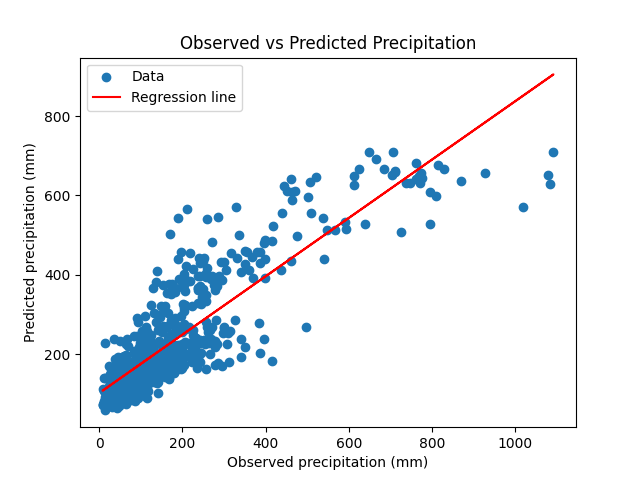 Observed vs Predicted Precipitation
Data
Regression line
Predicted precipitation (mm)
800
600
400
200
0
200
400
600
800
1000
Observed precipitation (mm)